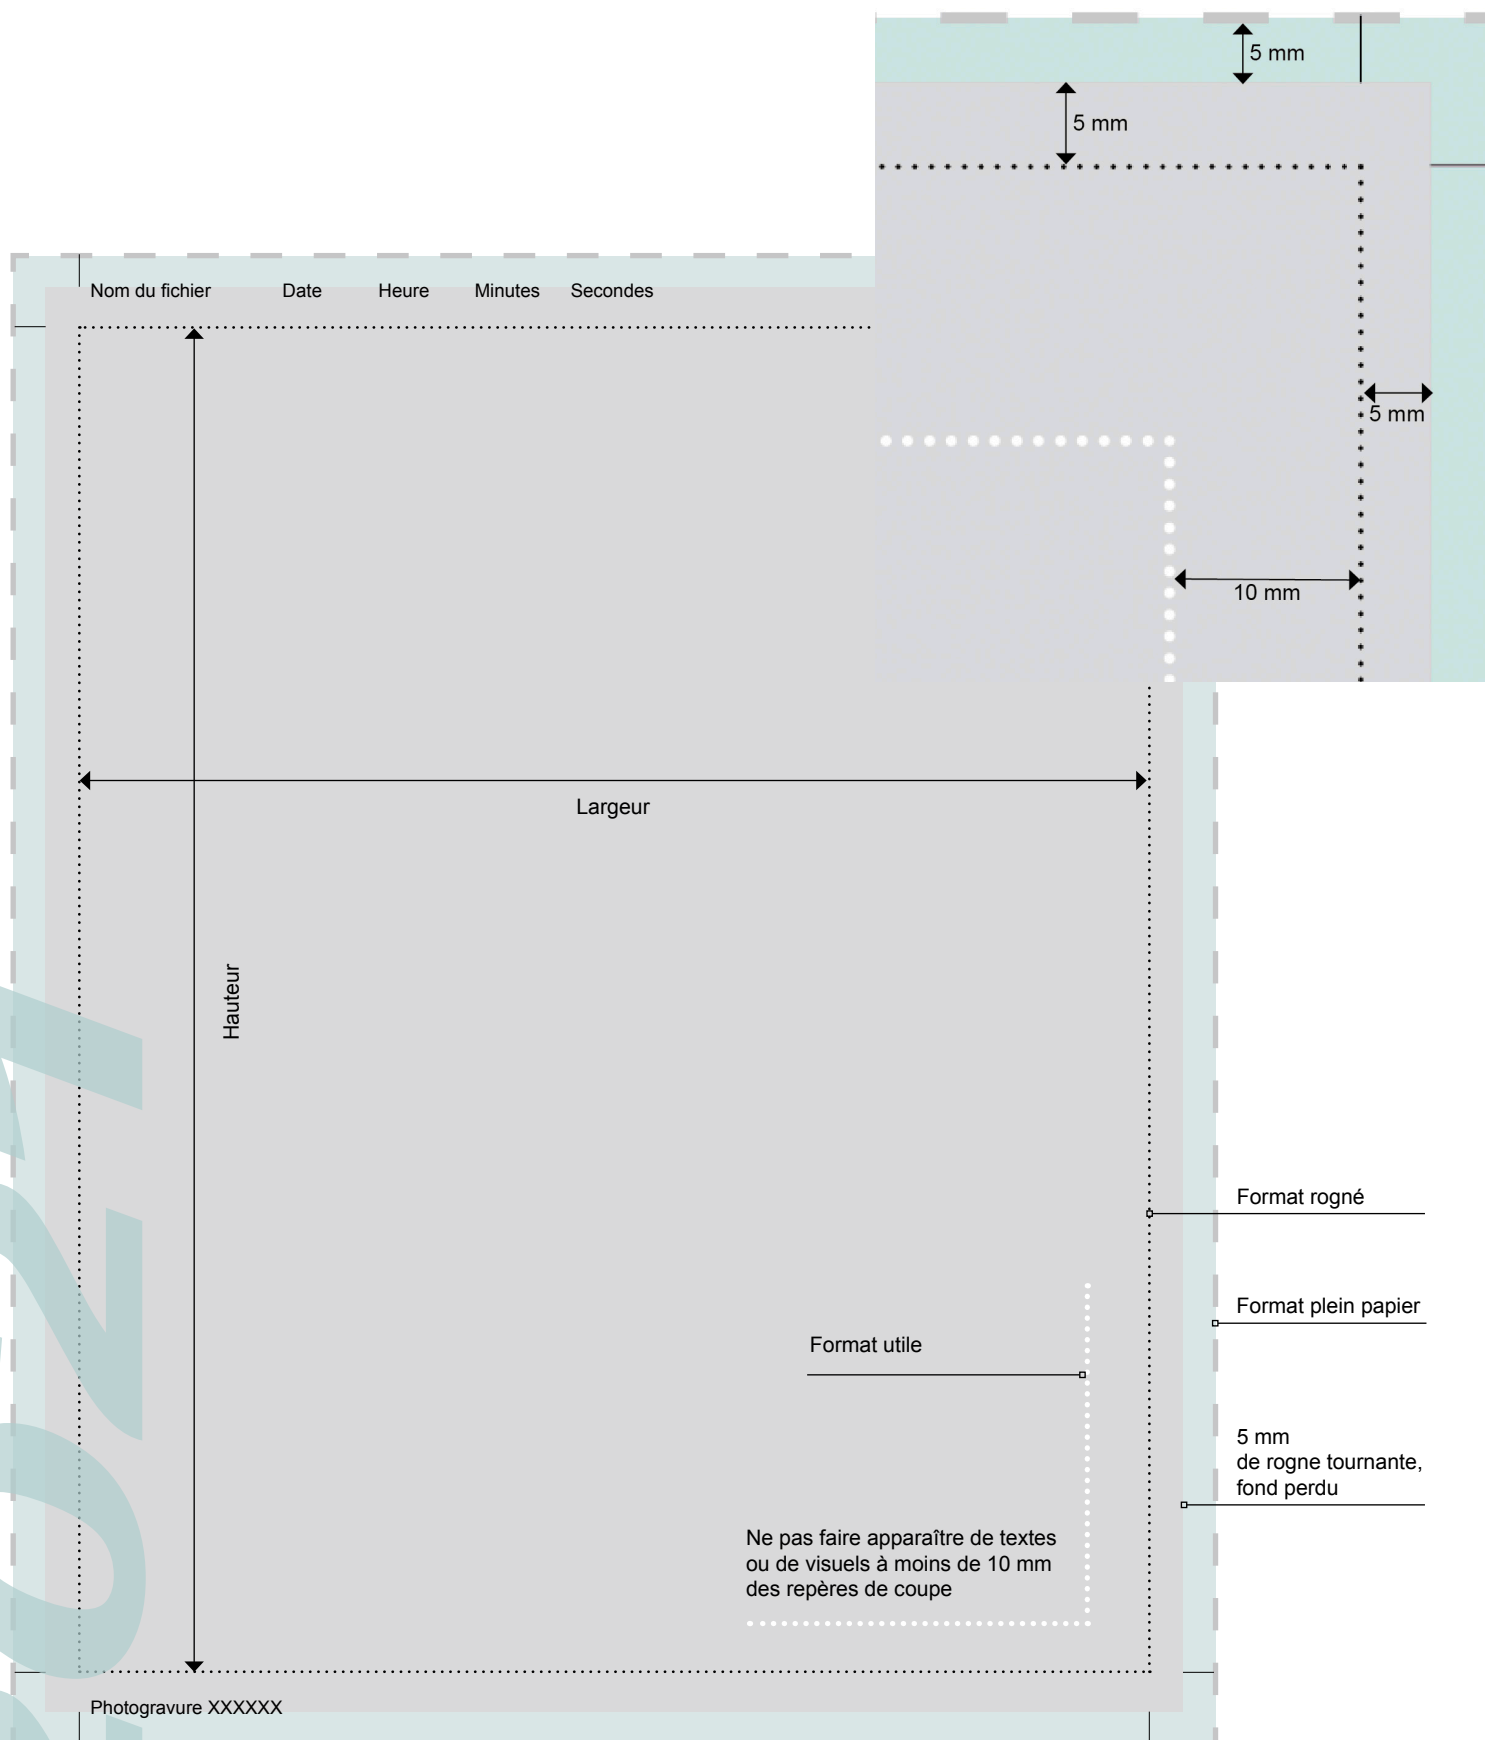 5 mm
5 mm
Nom du fichier Date Heure Minutes Secondes
5 mm
10 mm
Largeur
Hauteur
Format rogné
Format plein papier
Format utile
5 mm
de rogne tournante,
fond perdu
Ne pas faire apparaître de textes
ou de visuels à moins de 10 mm
des repères de coupe
Photogravure XXXXXX